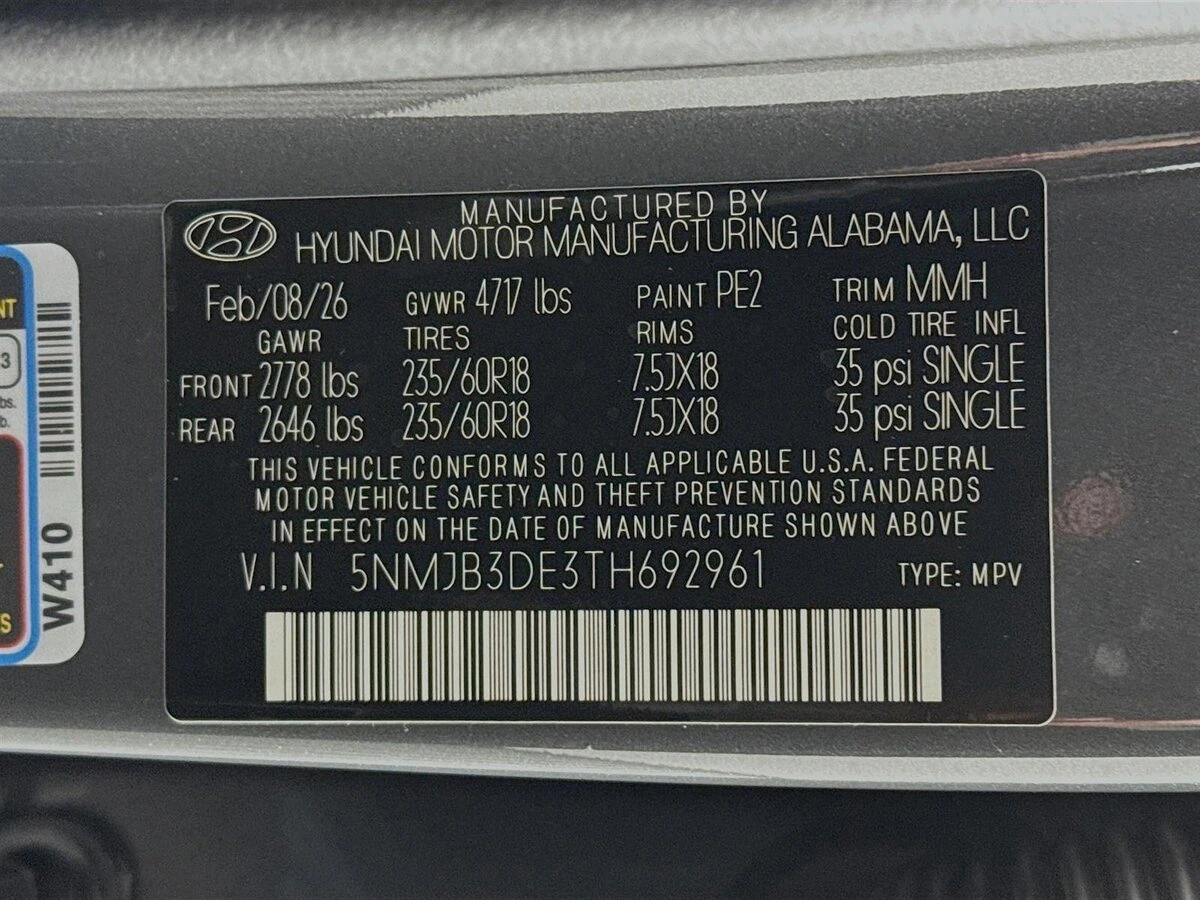 MANUFACTURED BY
HYUNDAI MOTOR MANUFACTURING ALABAMA, LLC
Feb/08/26 GVWR 4717 lbs PAINT PE2 TRIM MMH
GAWR TIRES RIMS COLD TIRE INFL
FRONT 2778 lbs 235/60R18 7.5JX18 35 psi SINGLE
REAR 2646 lbs 235/60R18 7.5JX18 35 psi SINGLE
THIS VEHICLE CONFORMS TO ALL APPLICABLE U.S.A. FEDERAL
MOTOR VEHICLE SAFETY AND THEFT PREVENTION STANDARDS
IN EFFECT ON THE DATE OF MANUFACTURE SHOWN ABOVE
V.I.N 5NMJB3DE3TH692961 TYPE: MPV
W410
NT
3
bs.
b.
S